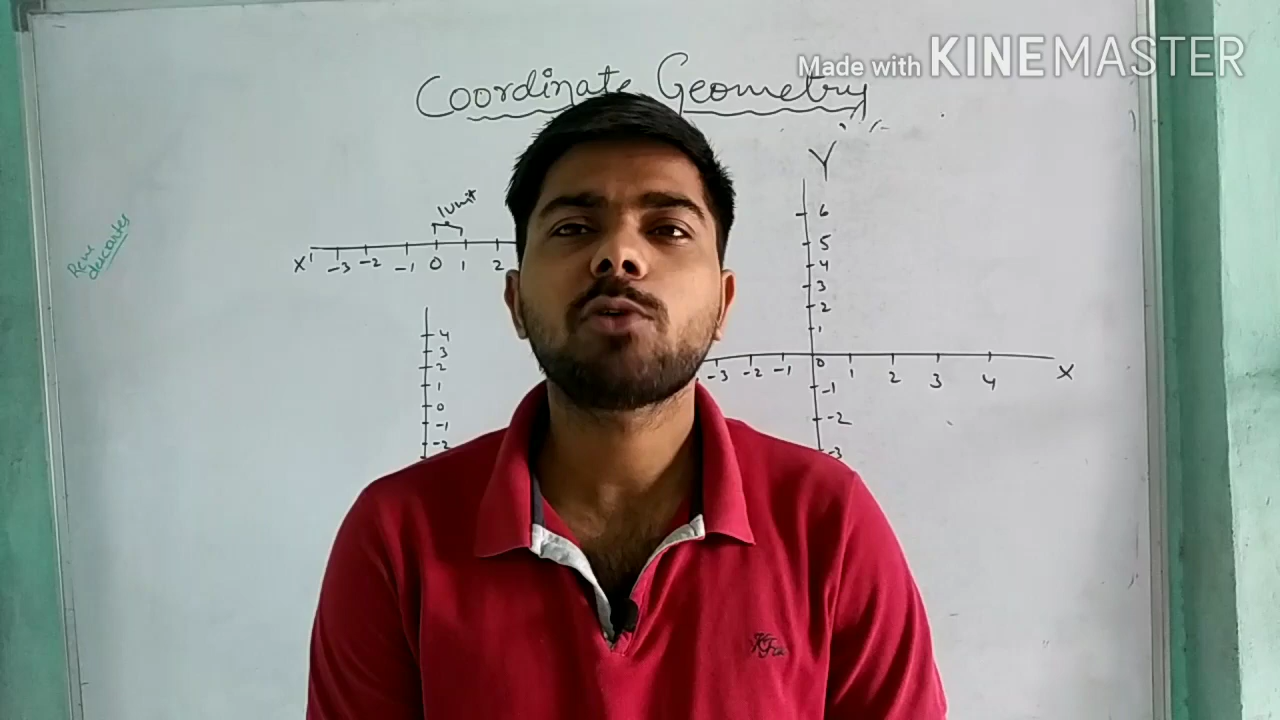 Made with KINEMASTER
Coordinate Geometry
Rene
descartes
1 unit
X' -3 -2 -1 0 1 2
4
3
2
1
0
-1
-2
Y
6
5
4
3
2
1
-3 -2 -1 0 1 2 3 4 X
-1
-2
-3